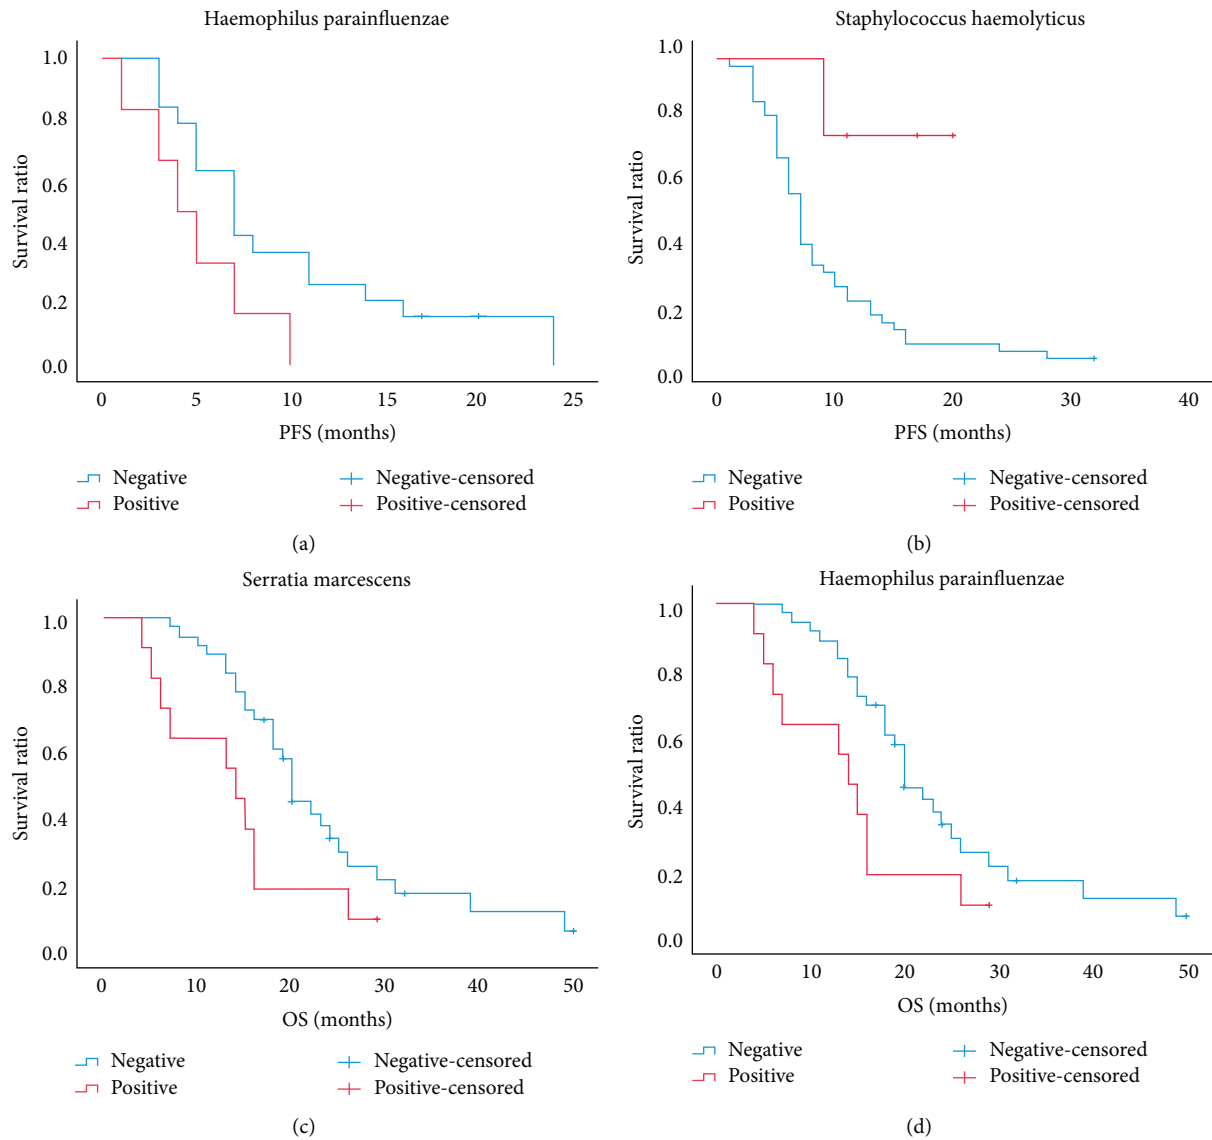 Haemophilus parainfluenzae
1.0
0.8
0.6
0.4
0.2
0.0
Survival ratio
0 5 10 15 20 25
PFS (months)
Negative Negative-censored
Positive Positive-censored
(a)
Staphylococcus haemolyticus
1.0
0.8
0.6
0.4
0.2
0.0
Survival ratio
0 10 20 30 40
PFS (months)
Negative Negative-censored
Positive Positive-censored
(b)
Serratia marcescens
1.0
0.8
0.6
0.4
0.2
0.0
Survival ratio
0 10 20 30 40 50
OS (months)
Negative Negative-censored
Positive Positive-censored
(c)
Haemophilus parainfluenzae
1.0
0.8
0.6
0.4
0.2
0.0
Survival ratio
0 10 20 30 40 50
OS (months)
Negative Negative-censored
Positive Positive-censored
(d)